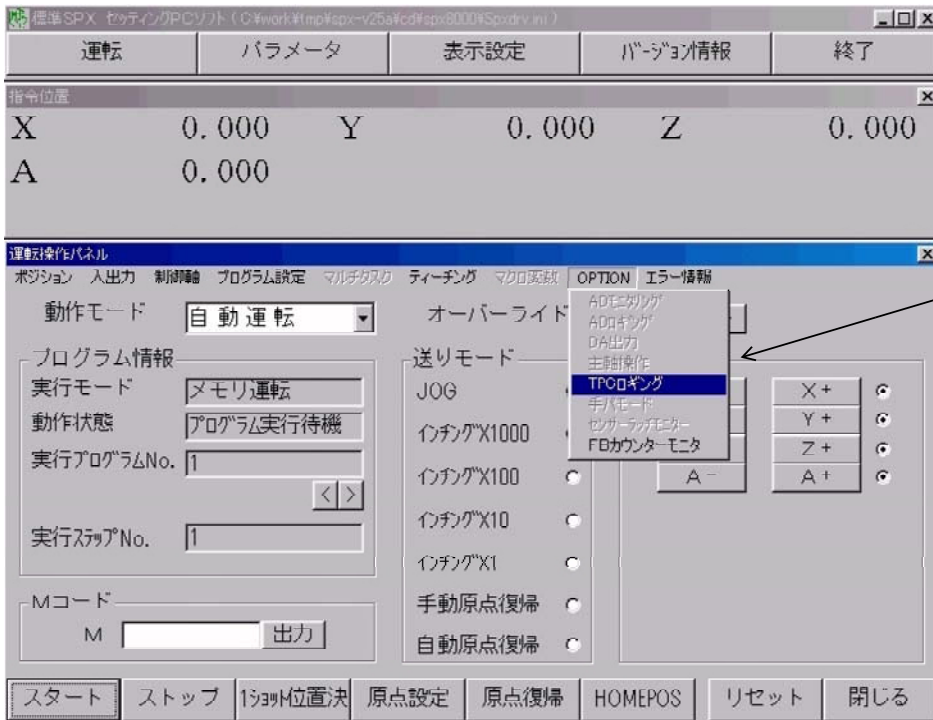 標準SPX ｾｯﾃｨﾝｸﾞPCｿﾌﾄ ( C:¥work¥tmp¥spx-v25a¥cd¥spx8000¥Spxdrv.ini )
運転 パラメータ 表示設定 ﾊﾞｰｼﾞｮﾝ情報 終了
指令位置
X 0.000 Y 0.000 Z 0.000
A 0.000
運転操作ﾊﾟﾈﾙ
ﾎﾟｼﾞｼｮﾝ 入出力 制御軸 ﾌﾟﾛｸﾞﾗﾑ設定 ﾏﾙﾁﾀｽｸ ﾃｨｰﾁﾝｸﾞ ﾏｸﾛ変数 OPTION ｴﾗｰ情報
動作モード 自動運転 オーバーライド
ADﾓﾆﾀﾘﾝｸﾞ
ADﾛｷﾞﾝｸﾞ
DA出力
主軸操作
TPCﾛｷﾞﾝｸﾞ
手ﾊﾟﾓｰﾄﾞ
ｾﾝｻｰﾗｯﾁﾓﾆﾀｰ
FBｶｳﾝﾀｰﾓﾆﾀ
プログラム情報
実行モード メモリ運転
動作状態 ﾌﾟﾛｸﾞﾗﾑ実行待機
実行ﾌﾟﾛｸﾞﾗﾑNo. 1
< >
実行ｽﾃｯﾌﾟNo. 1
Mコード
M 出力
送りモード
JOG
ｲﾝﾁﾝｸﾞX1000
ｲﾝﾁﾝｸﾞX100
ｲﾝﾁﾝｸﾞX10
ｲﾝﾁﾝｸﾞX1
手動原点復帰
自動原点復帰
X +
Y +
Z +
A - A +
スタート ストップ 1ｼｮｯﾄ位置決 原点設定 原点復帰 HOMEPOS リセット 閉じる